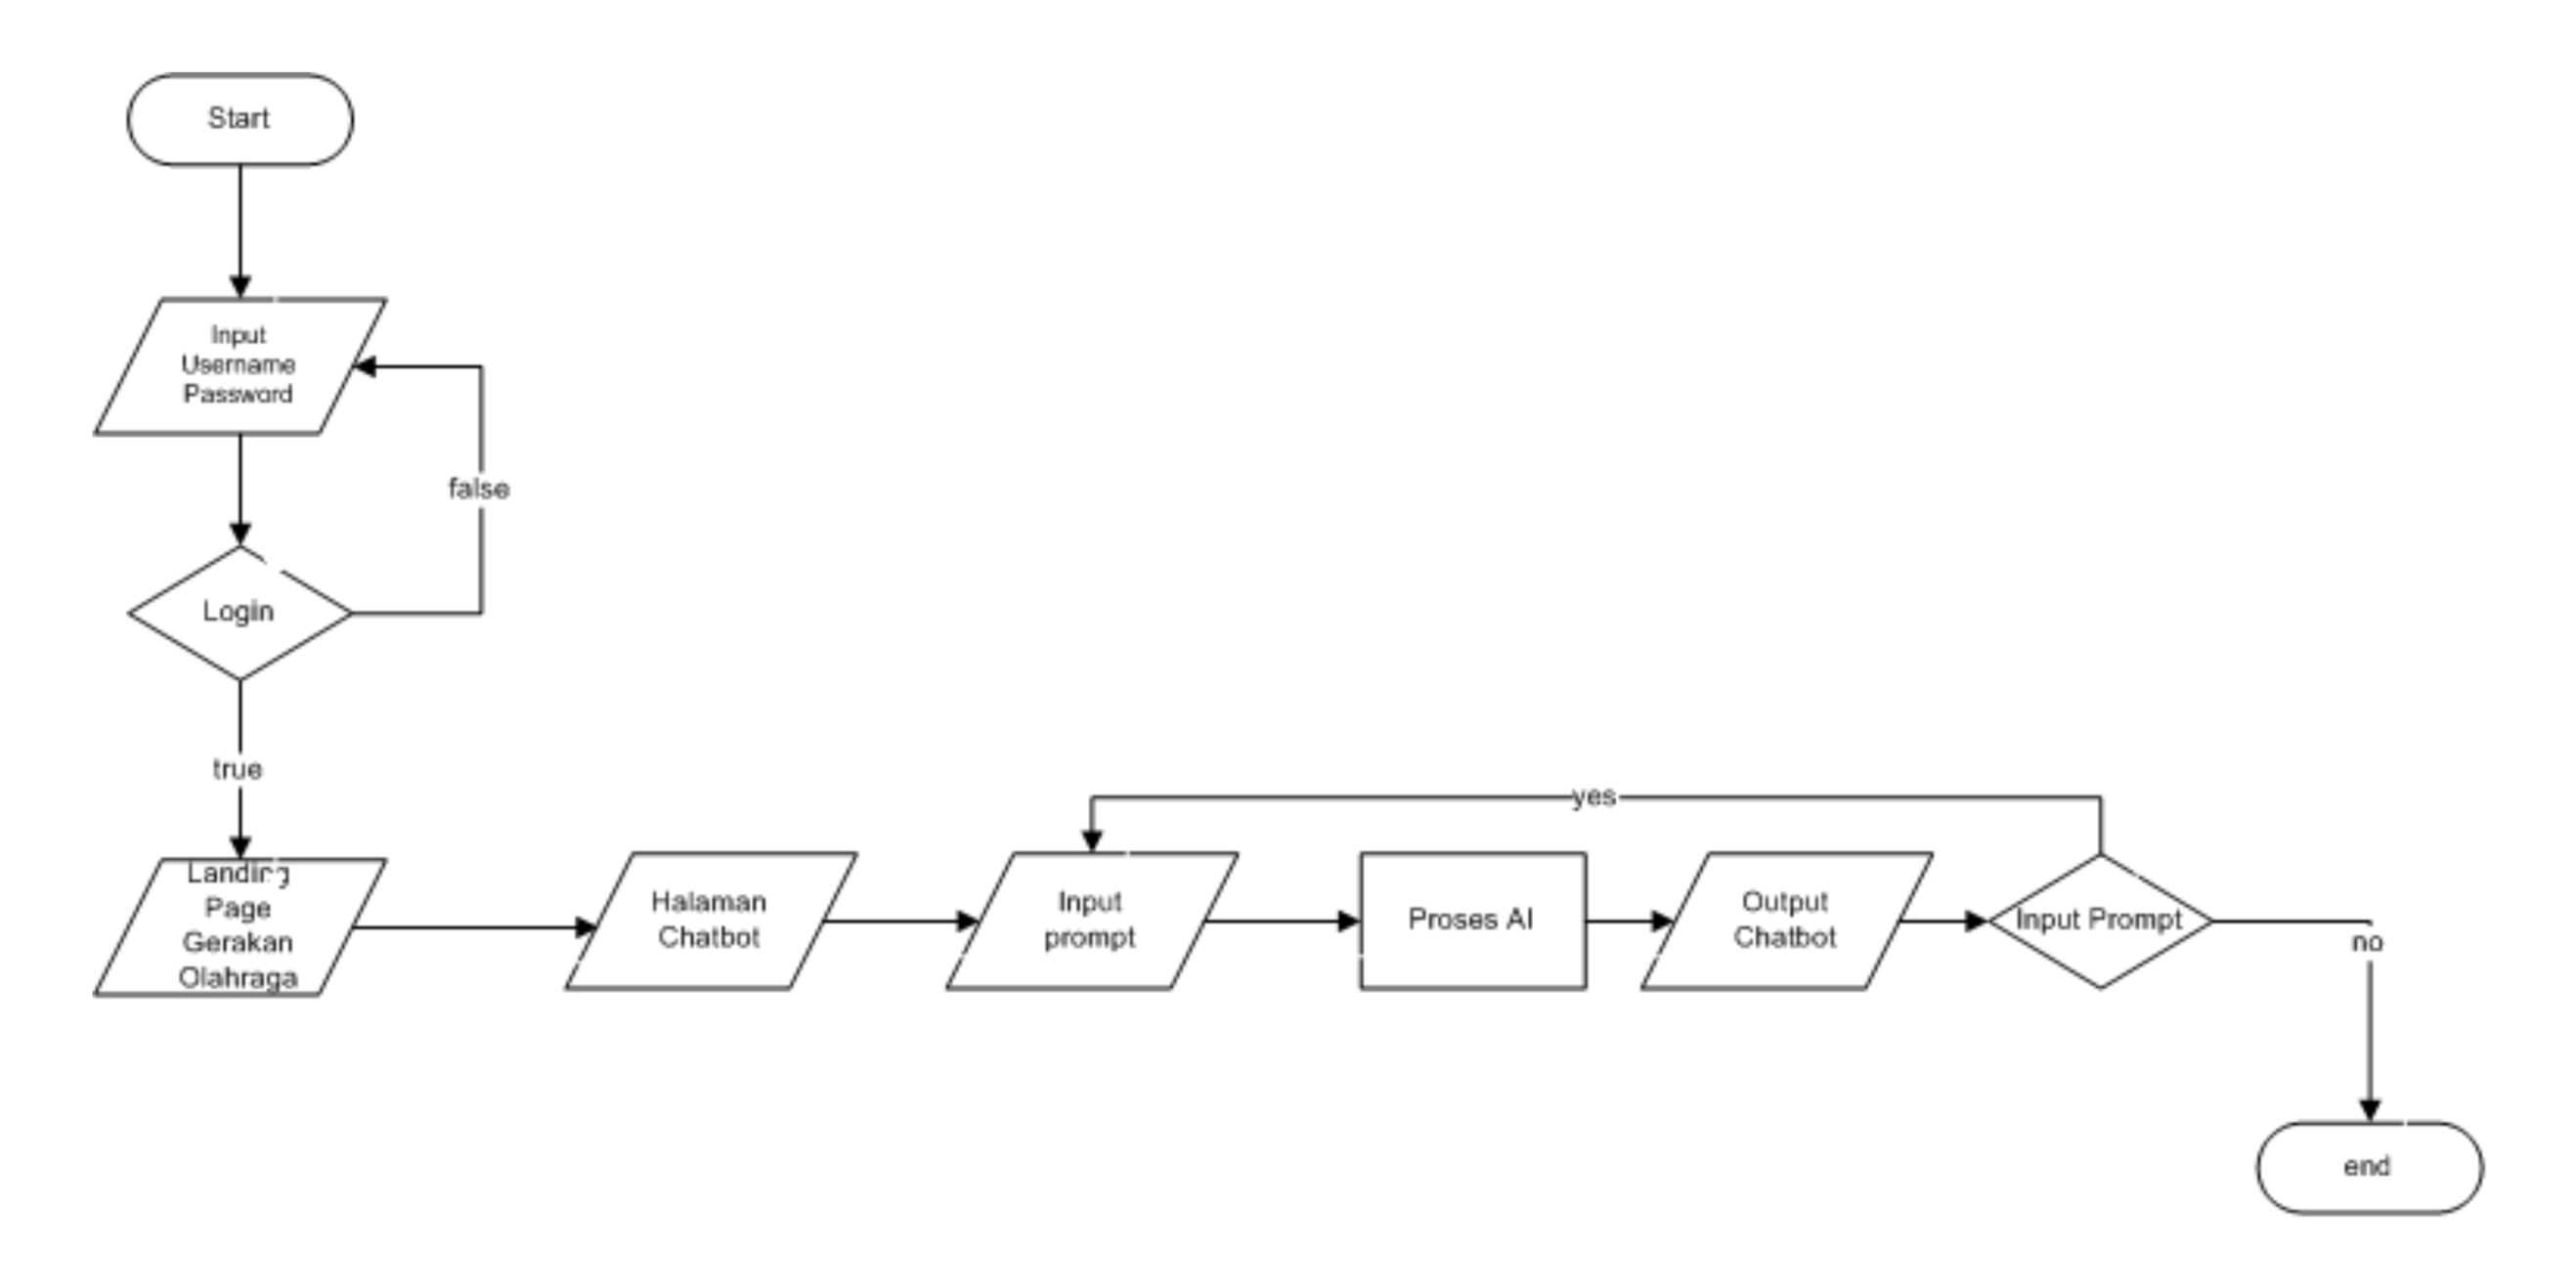 Start
Input
Username
Password
false
Login
true
Landing
Page
Gerakan
Olahraga
Halaman
Chatbot
Input
prompt
Proses AI
Output
Chatbot
Input Prompt
yes
no
end